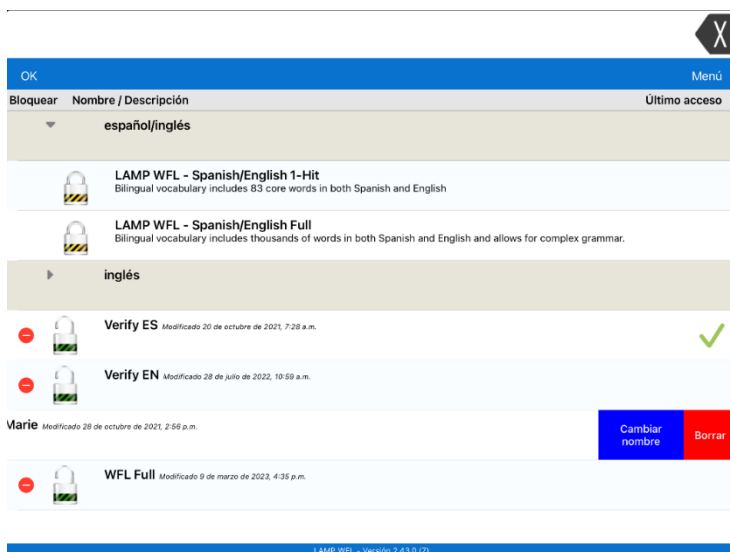 X
OK Menú
Bloquear Nombre / Descripción Último acceso
español/inglés
LAMP WFL - Spanish/English 1-Hit
Bilingual vocabulary includes 83 core words in both Spanish and English
LAMP WFL - Spanish/English Full
Bilingual vocabulary includes thousands of words in both Spanish and English and allows for complex grammar.
inglés
Verify ES Modificado 20 de octubre de 2021, 7:28 a.m.
Verify EN Modificado 28 de julio de 2022, 10:59 a.m.
Marie Modificado 28 de octubre de 2021, 2:56 p.m. Cambiar nombre Borrar
WFL Full Modificado 9 de marzo de 2023, 4:35 p.m.
LAMP WFL - Versión 2.43.0 (7)